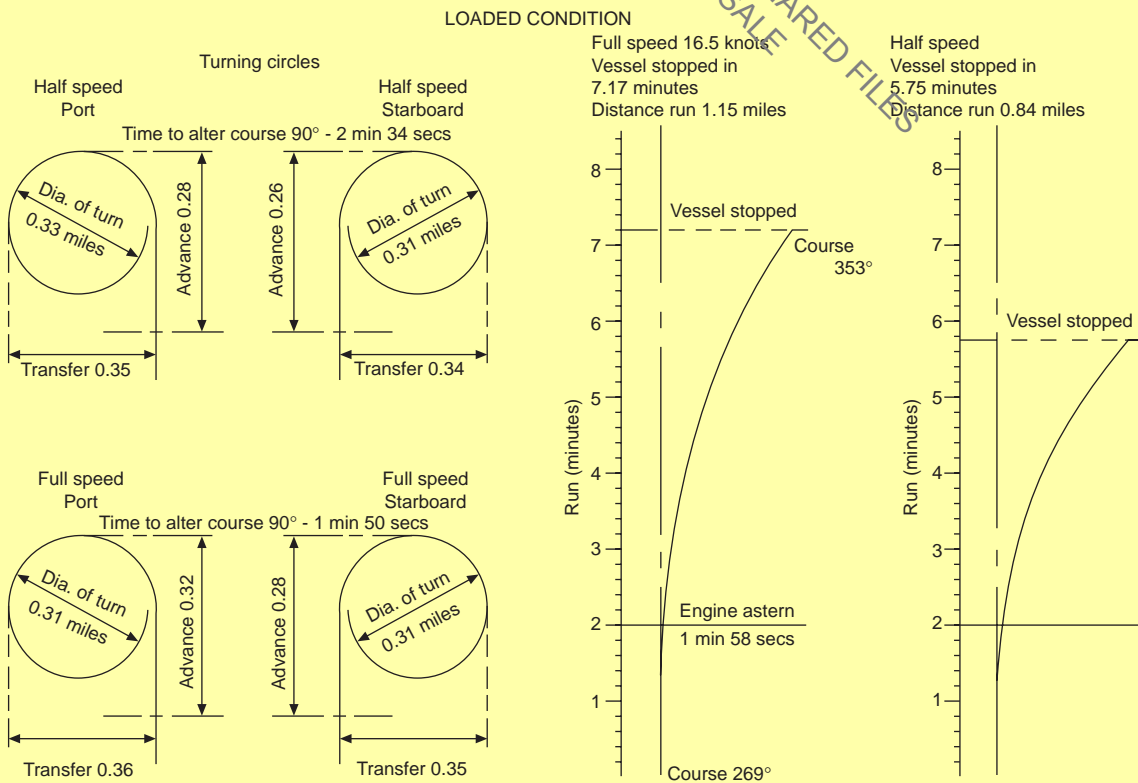 LOADED CONDITION
Turning circles
Half speed
Port
Half speed
Starboard
Time to alter course 90° - 2 min 34 secs
Dia. of turn
0.33 miles
Advance 0.28
Advance 0.26
Dia. of turn
0.31 miles
Transfer 0.35
Transfer 0.34
Full speed
Port
Full speed
Starboard
Time to alter course 90° - 1 min 50 secs
Dia. of turn
0.31 miles
Advance 0.32
Advance 0.28
Dia. of turn
0.31 miles
Transfer 0.36
Transfer 0.35
Full speed 16.5 knots
Vessel stopped in
7.17 minutes
Distance run 1.15 miles
8
7
6
5
4
3
2
1
Run (minutes)
Vessel stopped
Course
353°
Engine astern
1 min 58 secs
Course 269°
Half speed
Vessel stopped in
5.75 minutes
Distance run 0.84 miles
8
7
6
5
4
3
2
1
Run (minutes)
Vessel stopped
SALE
FILES